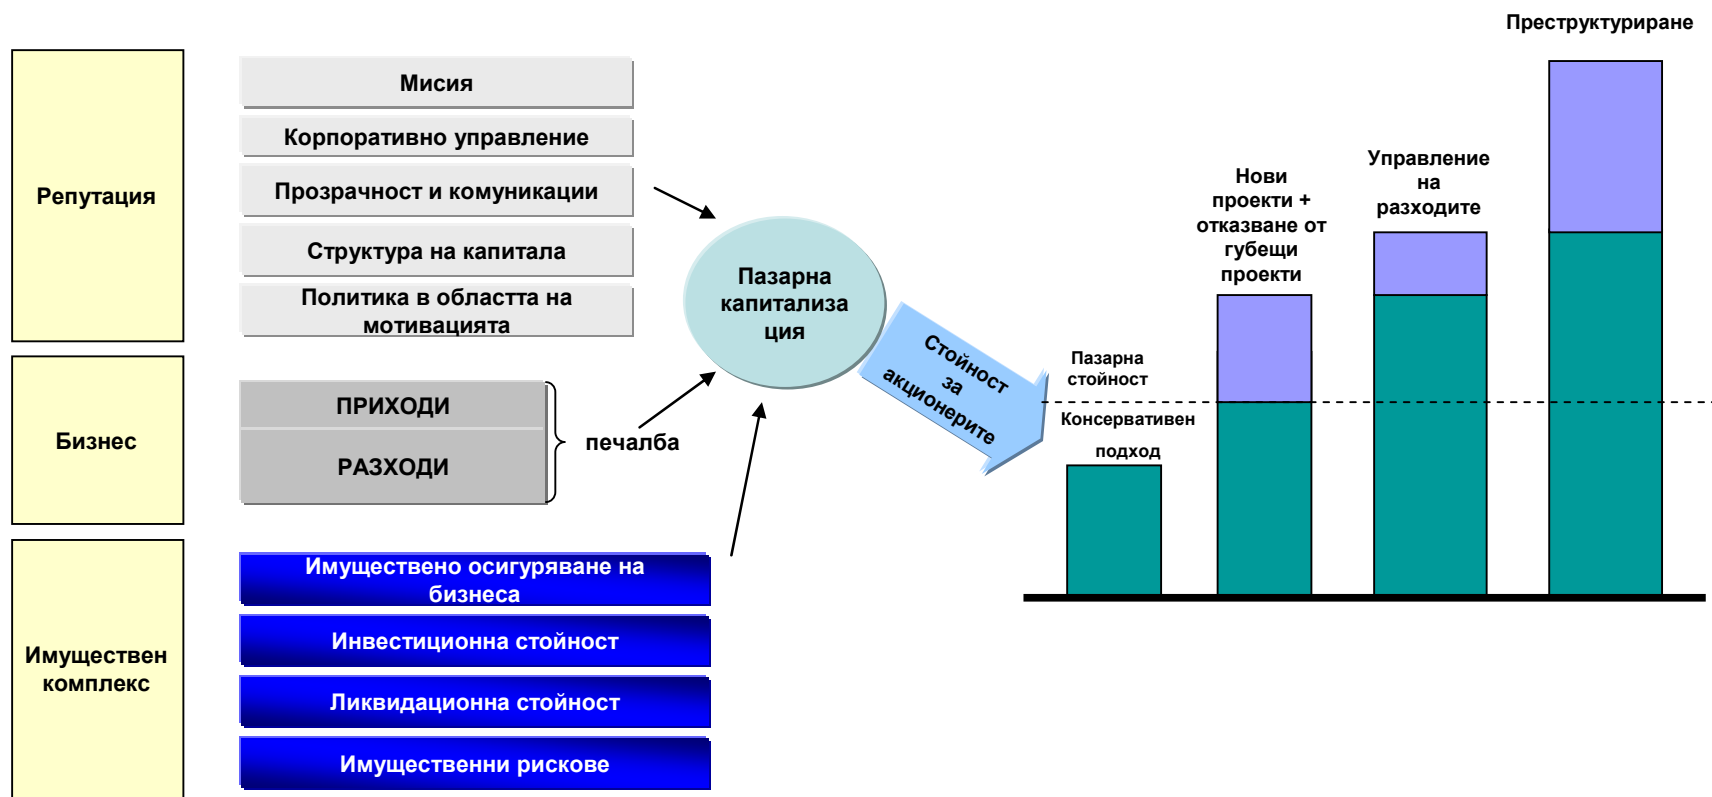 Репутация
Мисия
Корпоративно управление
Прозрачност и комуникации
Структура на капитала
Политика в областта на
мотивацията
Бизнес
ПРИХОДИ
РАЗХОДИ
печалба
Имуществен
комплекс
Имуществено осигуряване на
бизнеса
Инвестиционна стойност
Ликвидационна стойност
Имущественни рискове
Пазарна
капитализа
ция
Стойност
за
акционерите
Пазарна
стойност
Консервативен
подход
Нови
проекти +
отказване от
губещи
проекти
Управление
на
разходите
Преструктуриране